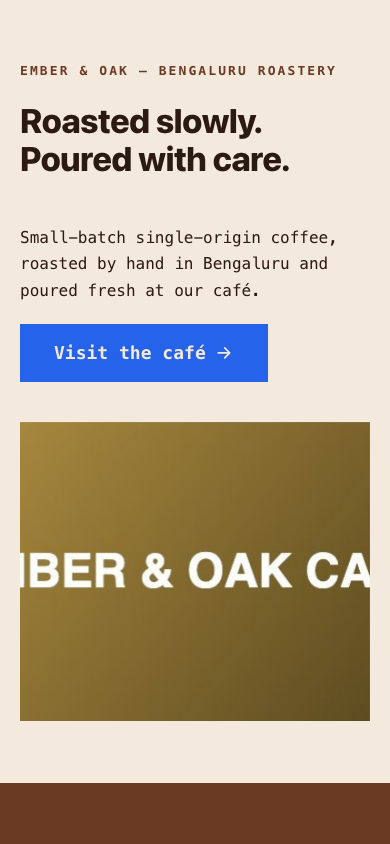 EMBER & OAK — BENGALURU ROASTERY
Roasted slowly.
Poured with care.
Small-batch single-origin coffee,
roasted by hand in Bengaluru and
poured fresh at our café.
Visit the café →
MBER & OAK CA